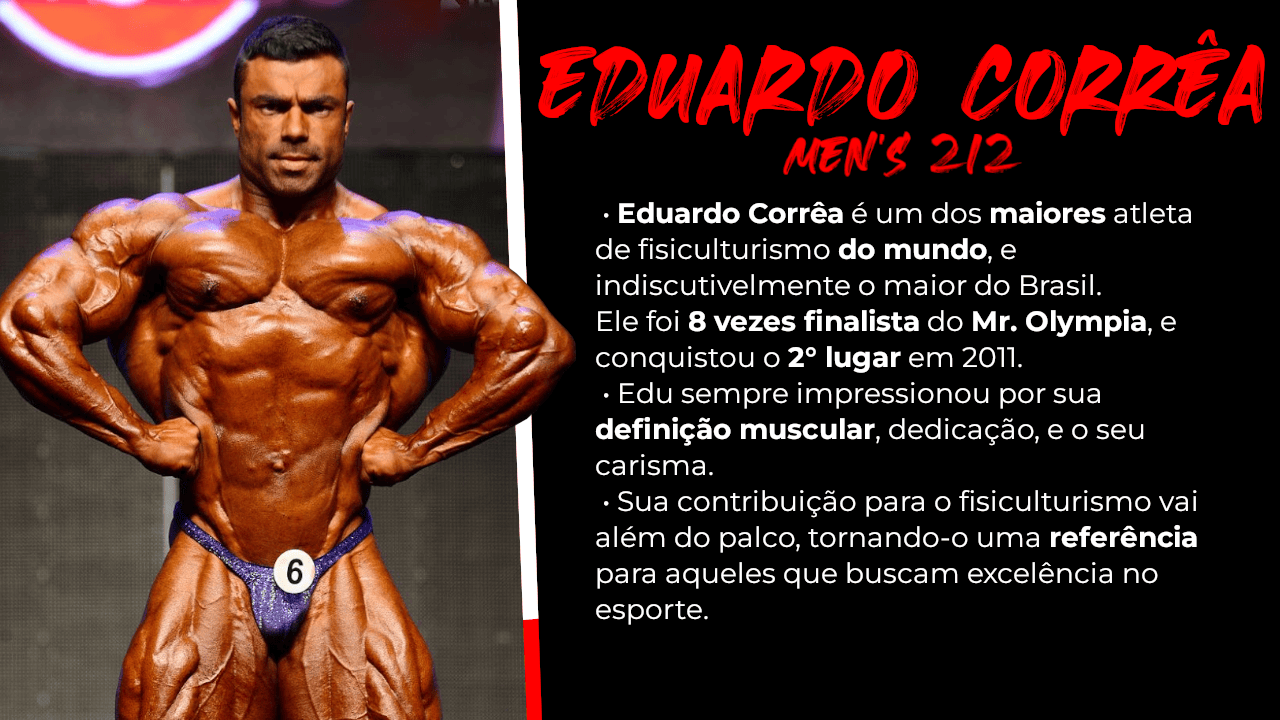 EDUARDO CORRÊA
MEN'S 212
• Eduardo Corrêa é um dos maiores atleta
de fisiculturismo do mundo, e
indiscutivelmente o maior do Brasil.
Ele foi 8 vezes finalista do Mr. Olympia, e
conquistou o 2º lugar em 2011.
• Edu sempre impressionou por sua
definição muscular, dedicação, e o seu
carisma.
• Sua contribuição para o fisiculturismo vai
além do palco, tornando-o uma referência
para aqueles que buscam excelência no
esporte.
6